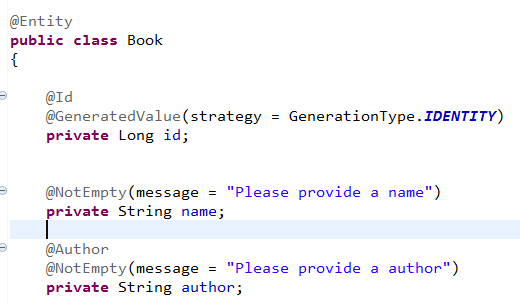 @Entity
public class Book
{
@Id
@GeneratedValue(strategy = GenerationType.IDENTITY)
private Long id;
@NotEmpty(message = "Please provide a name")
private String name;
@Author
@NotEmpty(message = "Please provide a author")
private String author;